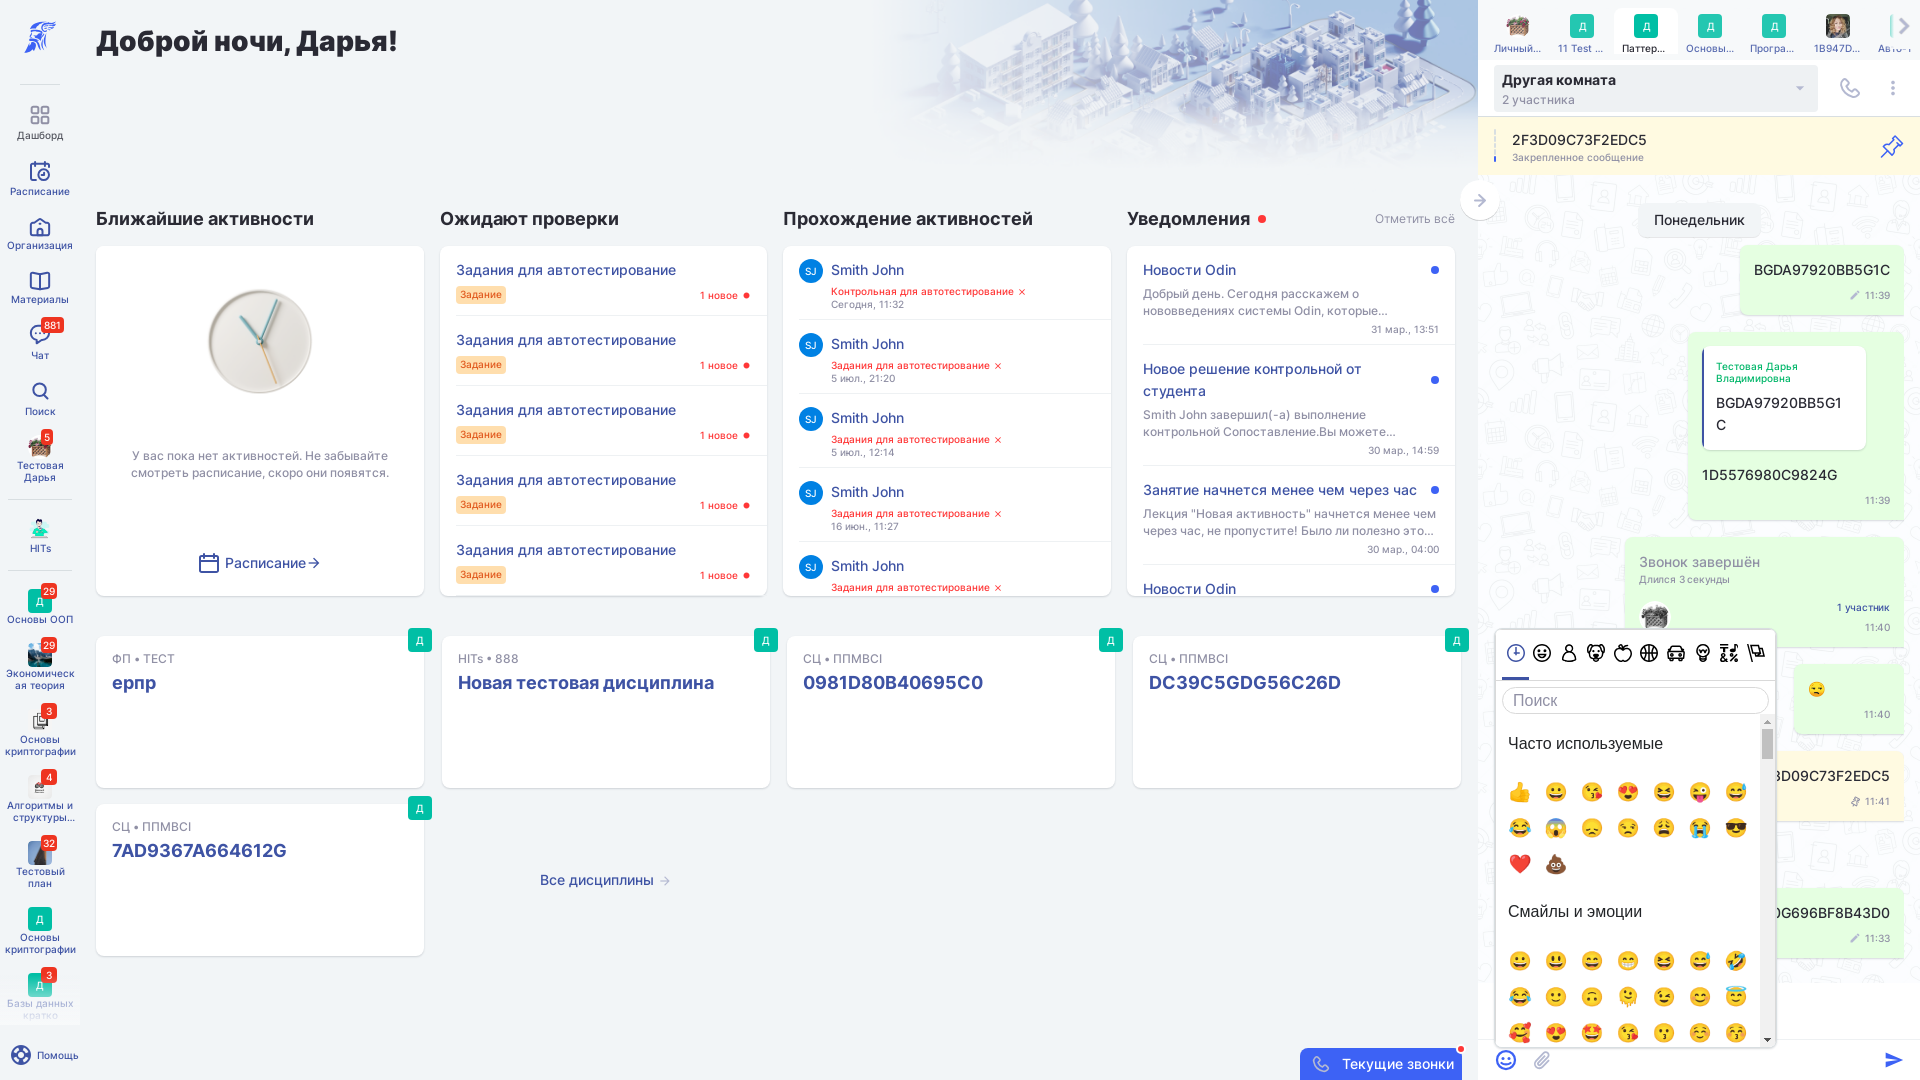 Доброй ночи, Дарья!
Дашборд
Расписание
Организация
Материалы
881
Чат
Поиск
5
Тестовая
Дарья
HITs
29
Д
Основы ООП
29
Экономическ
ая теория
3
Основы
криптографии
4
Алгоритмы и
структуры...
32
Тестовый
план
Д
Основы
криптографии
3
Д
Базы данных
кратко
Помощь
Ближайшие активности
У вас пока нет активностей. Не забывайте
смотреть расписание, скоро они появятся.
Расписание
Ожидают проверки
Задания для автотестирование
Задание
1 новое
Задания для автотестирование
Задание
1 новое
Задания для автотестирование
Задание
1 новое
Задания для автотестирование
Задание
1 новое
Задания для автотестирование
Задание
1 новое
Прохождение активностей
SJ
Smith John
Контрольная для автотестирование
Сегодня, 11:32
SJ
Smith John
Задания для автотестирование
5 июл., 21:20
SJ
Smith John
Задания для автотестирование
5 июл., 12:14
SJ
Smith John
Задания для автотестирование
16 июн., 11:27
SJ
Smith John
Задания для автотестирование
Уведомления
Отметить всё
Новости Odin
Добрый день. Сегодня расскажем о
нововведениях системы Odin, которые...
31 мар., 13:51
Новое решение контрольной от
студента
Smith John завершил(-а) выполнение
контрольной Сопоставление.Вы можете...
30 мар., 14:59
Занятие начнется менее чем через час
Лекция "Новая активность" начнется менее чем
через час, не пропустите! Было ли полезно это...
30 мар., 04:00
Новости Odin
Д
ФП • ТЕСТ
ерпр
Д
HITs • 888
Новая тестовая дисциплина
Д
СЦ • ППМВСІ
0981D80B40695C0
Д
СЦ • ППМВСІ
DC39C5GDG56C26D
Д
СЦ • ППМВСІ
7AD9367A664612G
Все дисциплины
Текущие звонки
Личный...
Д
11 Test ...
Д
Паттер...
Д
Основы...
Д
Програ...
1B947D...
Другая комната
2 участника
2F3D09C73F2EDC5
Закрепленное сообщение
Понедельник
BGDA97920BB5G1C
11:39
Тестовая Дарья
Владимировна
BGDA97920BB5G1
C
1D5576980C9824G
11:39
Звонок завершён
Длился 3 секунды
1 участник
11:40
11:40
3D09C73F2EDC5
11:41
0G696BF8B43D0
11:33
Поиск
Часто используемые
Смайлы и эмоции